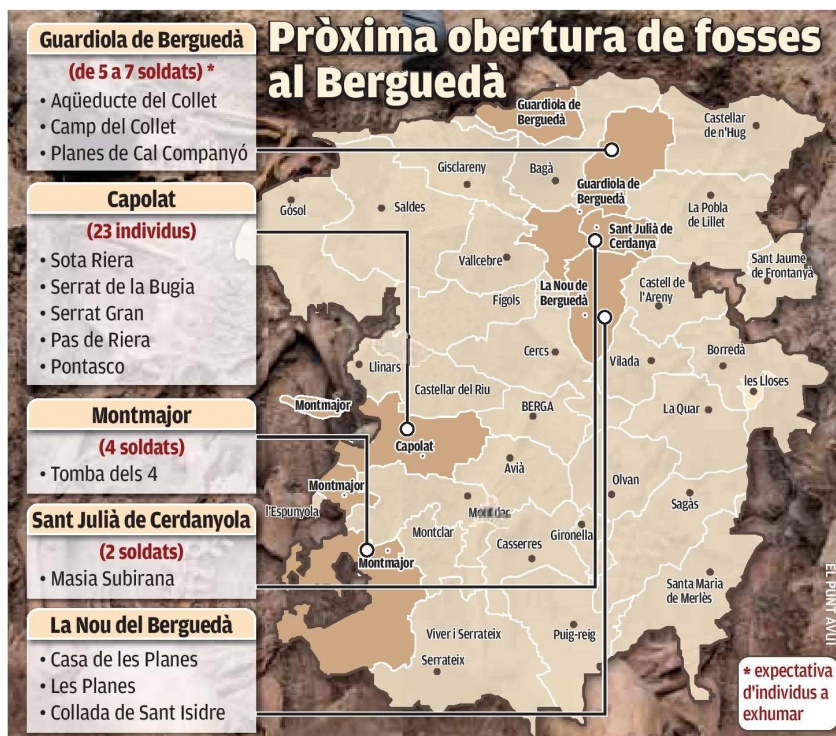 Pròxima obertura de fosses
al Berguedà
Guardiola de Berguedà
(de 5 a 7 soldats) *
• Aqüeducte del Collet
• Camp del Collet
• Planes de Cal Companyó
Capolat
(23 individus)
• Sota Riera
• Serrat de la Bugia
• Serrat Gran
• Pas de Riera
• Pontasco
Montmajor
(4 soldats)
• Tomba dels 4
Sant Julià de Cerdanyola
(2 soldats)
• Masia Subirana
La Nou del Berguedà
• Casa de les Planes
• Les Planes
• Collada de Sant Isidre
Guardiola de
Berguedà
Castellar
de n'Hug
Gisclareny
Bagà
Guardiola de
Berguedà
Gósol
Saldes
La Pobla
de Lillet
Sant Julià de
Cerdanya
Vallcebre
Sant Jaume
de Frontanyà
La Nou de
Berguedà
Castell de
l'Areny
Fígols
Cercs
Vilada
Borredà
Llinars
les Lloses
Castellar del Riu
Montmajor
BERGA
La Quar
Capolat
Avià
Montmajor
Olvan
Sagàs
l'Espunyola
Montclar
Gironella
Casserres
Montmajor
Santa Maria
de Merlès
Viver i Serrateix
Puig-reig
Serrateix
* expectativa
d'individus a
exhumar
EL PUNT AVUI